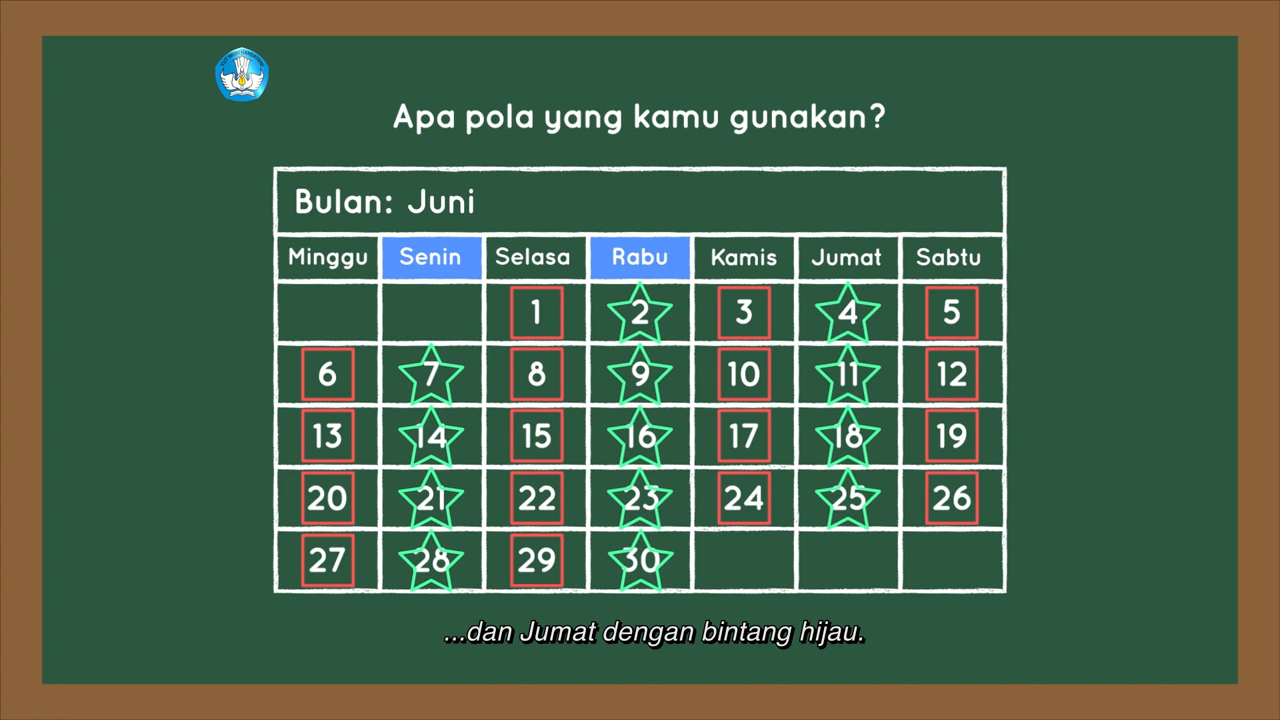 Apa pola yang kamu gunakan?
Bulan: Juni
Minggu Senin Selasa Rabu Kamis Jumat Sabtu
1 2 3 4 5
6 7 8 9 10 11 12
13 14 15 16 17 18 19
20 21 22 23 24 25 26
27 28 29 30
...dan Jumat dengan bintang hijau.